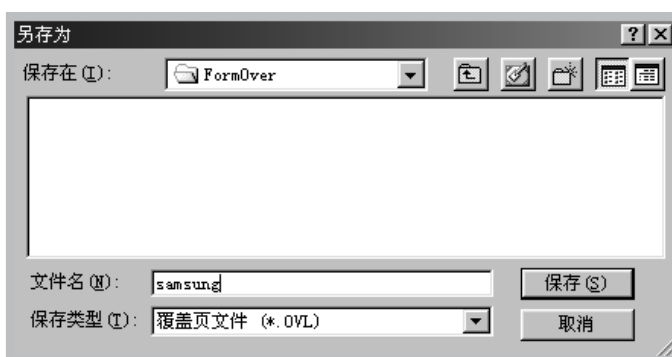 另存为
保存在(I): FormOver
文件名(N): samsung 保存(S)
保存类型(T): 覆盖页文件 (*.OVL) 取消